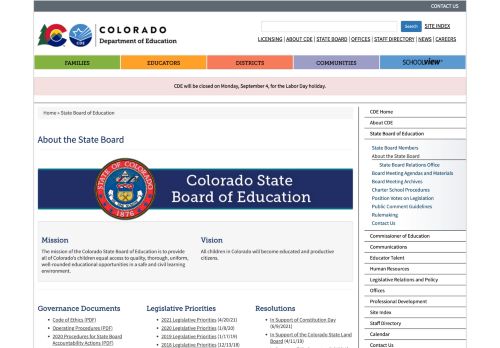 CONTACT US
COLORADO
Department of Education
CDE
Search
SITE INDEX
LICENSING | ABOUT CDE | STATE BOARD | OFFICES | STAFF DIRECTORY | NEWS | CAREERS
FAMILIES
EDUCATORS
DISTRICTS
COMMUNITIES
SCHOOLVIEW
CDE will be closed on Monday, September 4, for the Labor Day holiday.
Home » State Board of Education
About the State Board
STATE OF COLORADO
1876
Colorado State
Board of Education
Mission
The mission of the Colorado State Board of Education is to provide
all of Colorado's children equal access to quality, thorough, uniform,
well-rounded educational opportunities in a safe and civil learning
environment.
Vision
All children in Colorado will become educated and productive
citizens.
Governance Documents
Code of Ethics (PDF)
Operating Procedures (PDF)
2020 Procedures for State Board
Accountability Actions (PDF)
Legislative Priorities
2021 Legislative Priorities (4/20/21)
2020 Legislative Priorities (1/8/20)
2019 Legislative Priorities (1/17/19)
2018 Legislative Priorities (12/13/18)
Resolutions
In Support of Constitution Day
(6/9/2021)
In Support of the Colorado State Land
Board (4/11/19)
CDE Home
About CDE
State Board of Education
State Board Members
About the State Board
State Board Relations Office
Board Meeting Agendas and Materials
Board Meeting Archives
Charter School Procedures
Position Votes on Legislation
Public Comment Guidelines
Rulemaking
Contact Us
Commissioner of Education
Communications
Educator Talent
Human Resources
Legislative Relations and Policy
Offices
Professional Development
Site Index
Staff Directory
Calendar
Contact Us